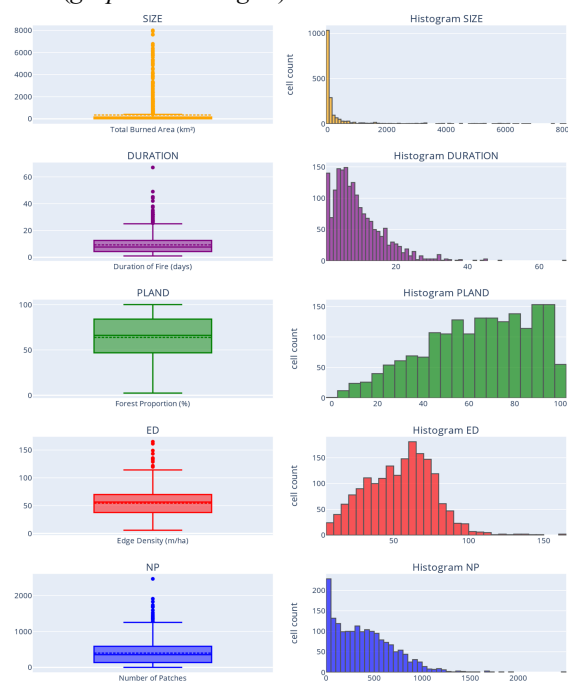 SIZE
Histogram SIZE
8000
6000
4000
2000
0
Total Burned Area (km²)
cell count
1000
500
0
0 2000 4000 6000 800
DURATION
Histogram DURATION
60
40
20
0
Duration of Fire (days)
150
100
50
0
20 40 60
PLAND
Histogram PLAND
100
50
0
Forest Proportion (%)
cell count
150
100
50
0
0 20 40 60 80 100
ED
Histogram ED
150
100
50
0
Edge Density (m/ha)
cell count
150
100
50
0
50 100 150
NP
Histogram NP
2000
1000
0
Number of Patches
cell count
200
150
100
50
0
0 500 1000 1500 2000